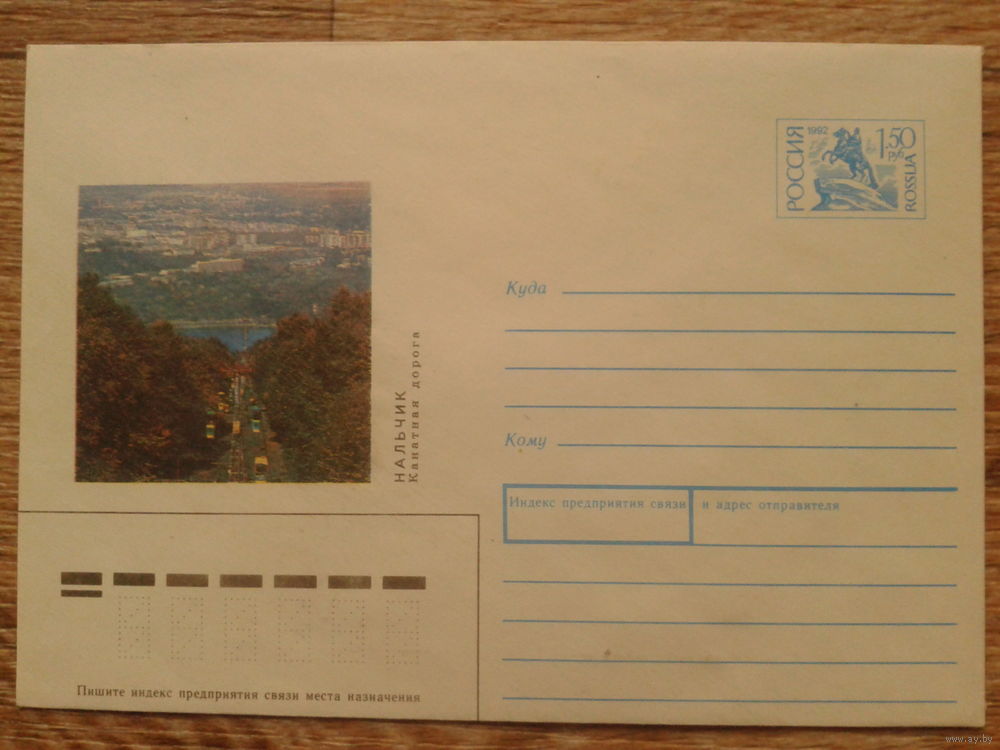 РОССИЯ
1992
1.50
руб
ROSSIJA
НАЛЬЧИК
Канатная дорога
Куда
Кому
Индекс предприятия связи и адрес отправителя
Пишите индекс предприятия связи места назначения
www.ay.by